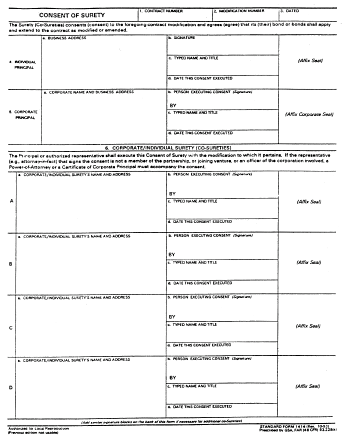 CONSENT OF SURETY
1. CONTRACT NUMBER
2. MODIFICATION NUMBER
3. DATED
The Surety (Co-Sureties) consents (consent) to the foregoing contract modification and agrees (agree) that its (their) bond or bonds shall apply
and extend to the contract as modified or amended.
4. INDIVIDUAL
PRINCIPAL
a. BUSINESS ADDRESS
b. SIGNATURE
c. TYPED NAME AND TITLE
d. DATE THIS CONSENT EXECUTED
(Affix Seal)
5. CORPORATE
PRINCIPAL
a. CORPORATE NAME AND BUSINESS ADDRESS
b. PERSON EXECUTING CONSENT (Signature)
BY
c. TYPED NAME AND TITLE
d. DATE THIS CONSENT EXECUTED
(Affix Corporate Seal)
6. CORPORATE/INDIVIDUAL SURETY (CO-SURETIES)
The Principal or authorized representative shall execute this Consent of Surety with the modification to which it pertains. If the representative
(e.g., attorney-in-fact) that signs the consent is not a member of the partnership, or joining venture, or an officer of the corporation involved, a
Power-of-Attorney or a Certificate of Corporate Principal must accompany the consent.
A
a. CORPORATE/INDIVIDUAL SURETY'S NAME AND ADDRESS
b. PERSON EXECUTING CONSENT (Signature)
BY
c. TYPED NAME AND TITLE
d. DATE THIS CONSENT EXECUTED
(Affix Seal)
B
a. CORPORATE/INDIVIDUAL SURETY'S NAME AND ADDRESS
b. PERSON EXECUTING CONSENT (Signature)
BY
c. TYPED NAME AND TITLE
d. DATE THIS CONSENT EXECUTED
(Affix Seal)
C
a. CORPORATE/INDIVIDUAL SURETY'S NAME AND ADDRESS
b. PERSON EXECUTING CONSENT (Signature)
BY
c. TYPED NAME AND TITLE
d. DATE THIS CONSENT EXECUTED
(Affix Seal)
D
a. CORPORATE/INDIVIDUAL SURETY'S NAME AND ADDRESS
b. PERSON EXECUTING CONSENT (Signature)
BY
c. TYPED NAME AND TITLE
d. DATE THIS CONSENT EXECUTED
(Affix Seal)
(Add similar signature blocks on the back of this form if necessary for additional co-Sureties)
Authorized for Local Reproduction
Previous edition not usable
STANDARD FORM 1414 (Rev. 10-93)
Prescribed by GSA, FAR (48 CFR)